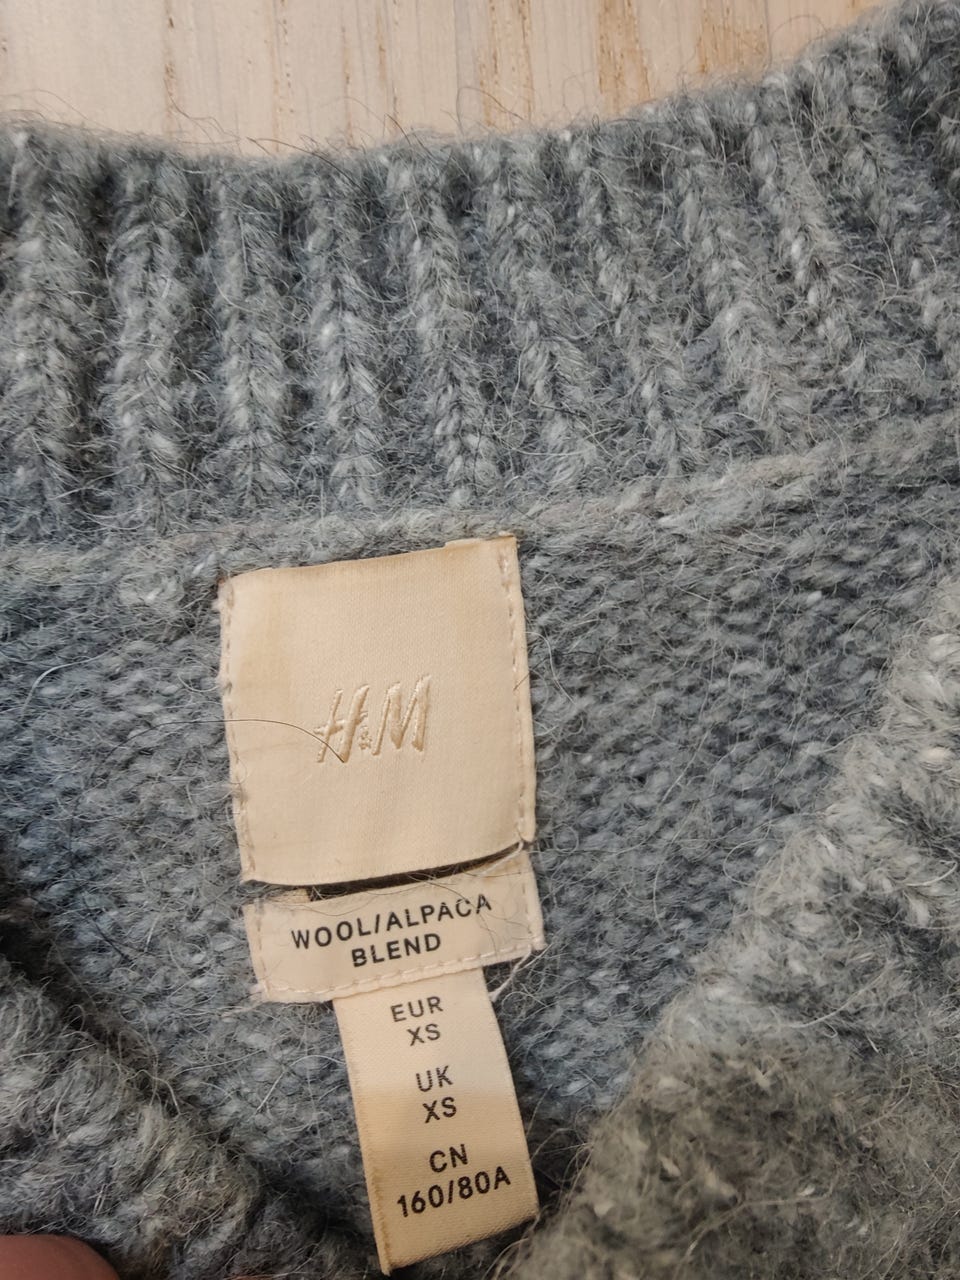 H&M
WOOL/ALPACA
BLEND
EUR
XS
UK
XS
CN
160/80A